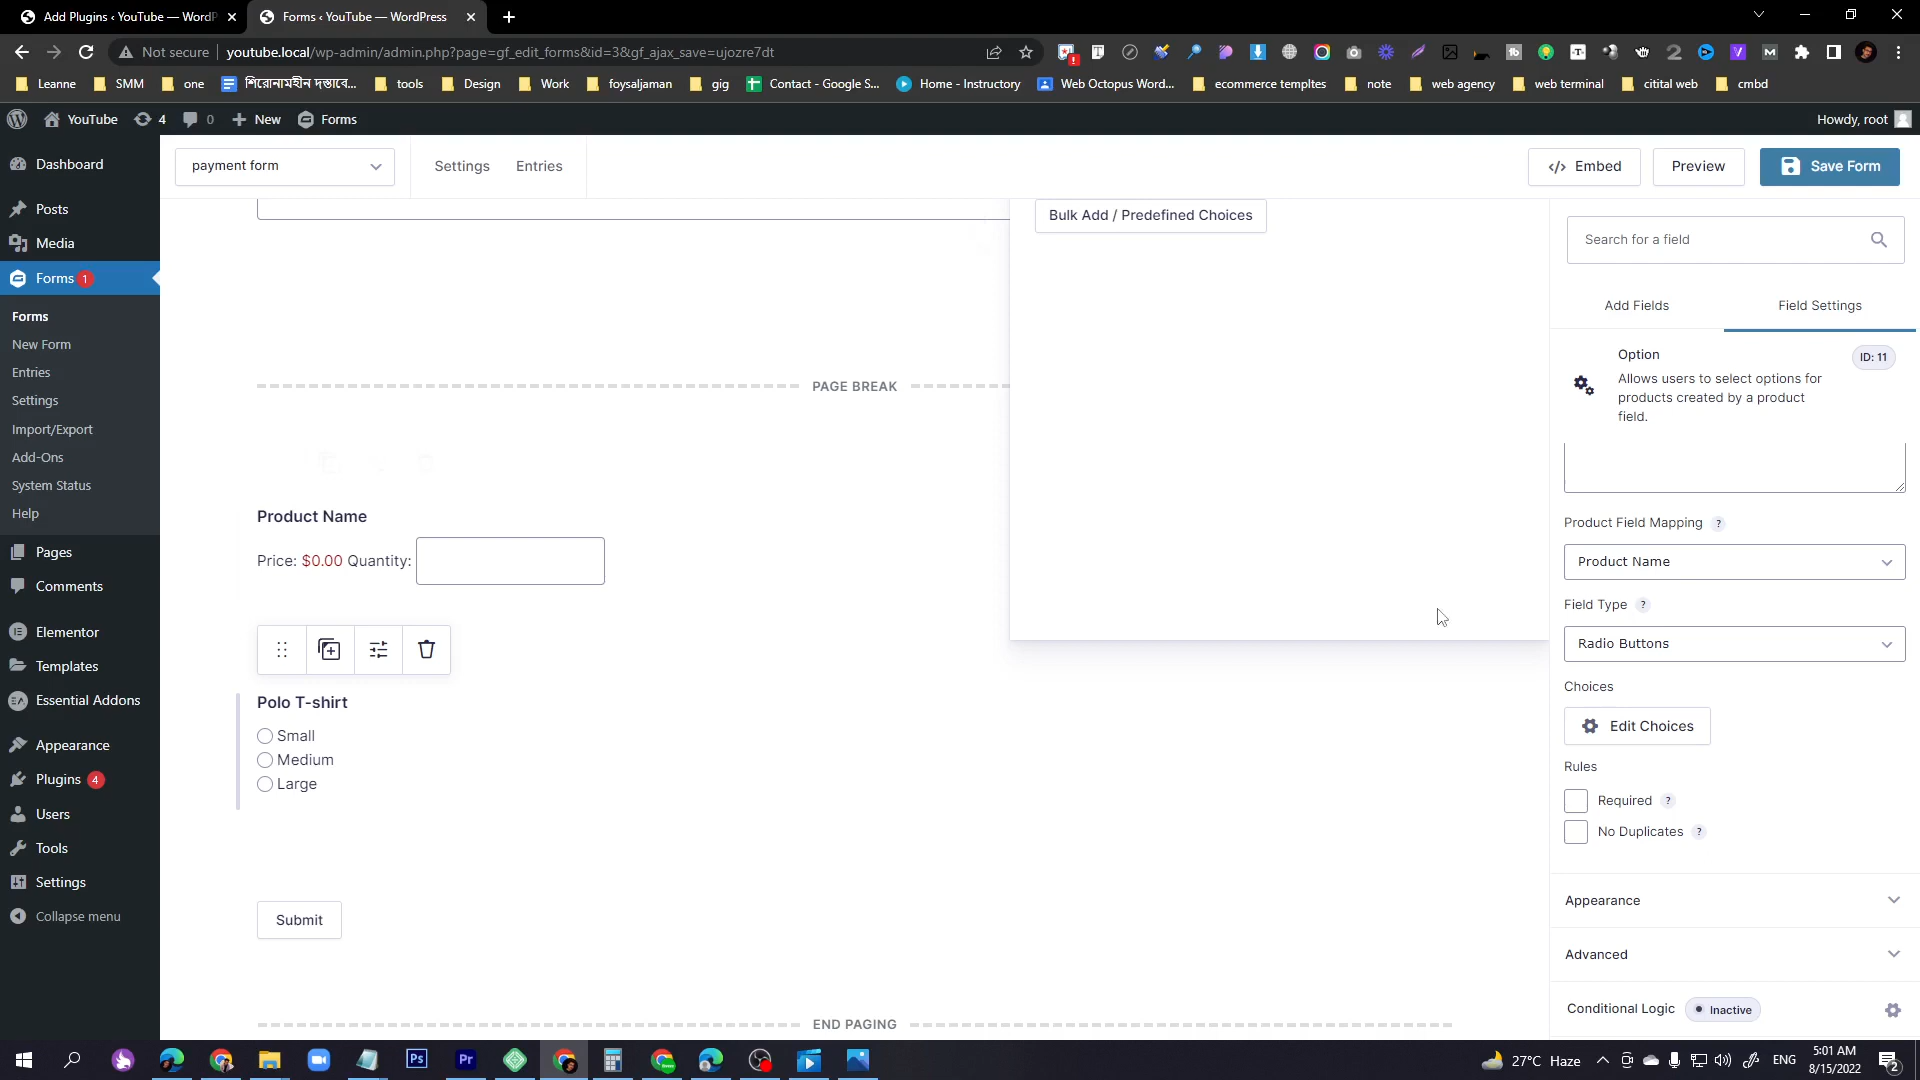 Add Plugins ‹ YouTube — WordP
Forms ‹ YouTube — WordPress
Not secure
youtube.local/wp-admin/admin.php?page=gf_edit_forms&id=3&gf_ajax_save=ujozre7dt
Leanne
SMM
one
শিরোনামহীন দস্তাবে...
tools
Design
Work
foysaljaman
gig
Contact - Google S...
Home - Instructory
Web Octopus Word...
ecommerce templtes
note
web agency
web terminal
citital web
cmbd
YouTube
4
0
New
Forms
Howdy, root
Dashboard
Posts
Media
Forms 1
Forms
New Form
Entries
Settings
Import/Export
Add-Ons
System Status
Help
Pages
Comments
Elementor
Templates
Essential Addons
Appearance
Plugins 4
Users
Tools
Settings
Collapse menu
payment form
Settings
Entries
Embed
Preview
Save Form
Bulk Add / Predefined Choices
PAGE BREAK
Product Name
Price: $0.00 Quantity:
Polo T-shirt
Small
Medium
Large
Submit
END PAGING
Search for a field
Add Fields
Field Settings
Option
ID: 11
Allows users to select options for
products created by a product
field.
Product Field Mapping ?
Product Name
Field Type ?
Radio Buttons
Choices
Edit Choices
Rules
Required ?
No Duplicates ?
Appearance
Advanced
Conditional Logic
Inactive
Ps
Pr
27°C Haze
ENG
5:01 AM
8/15/2022
2